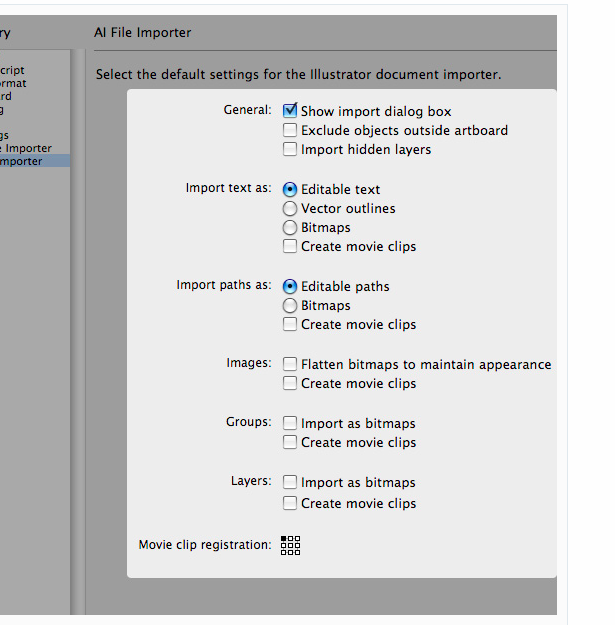 ry
AI File Importer
Select the default settings for the Illustrator document importer.
cript
ormat
rd
g
gs
e Importer
mporter
General:
Show import dialog box
Exclude objects outside artboard
Import hidden layers
Import text as:
Editable text
Vector outlines
Bitmaps
Create movie clips
Import paths as:
Editable paths
Bitmaps
Create movie clips
Images:
Flatten bitmaps to maintain appearance
Create movie clips
Groups:
Import as bitmaps
Create movie clips
Layers:
Import as bitmaps
Create movie clips
Movie clip registration: